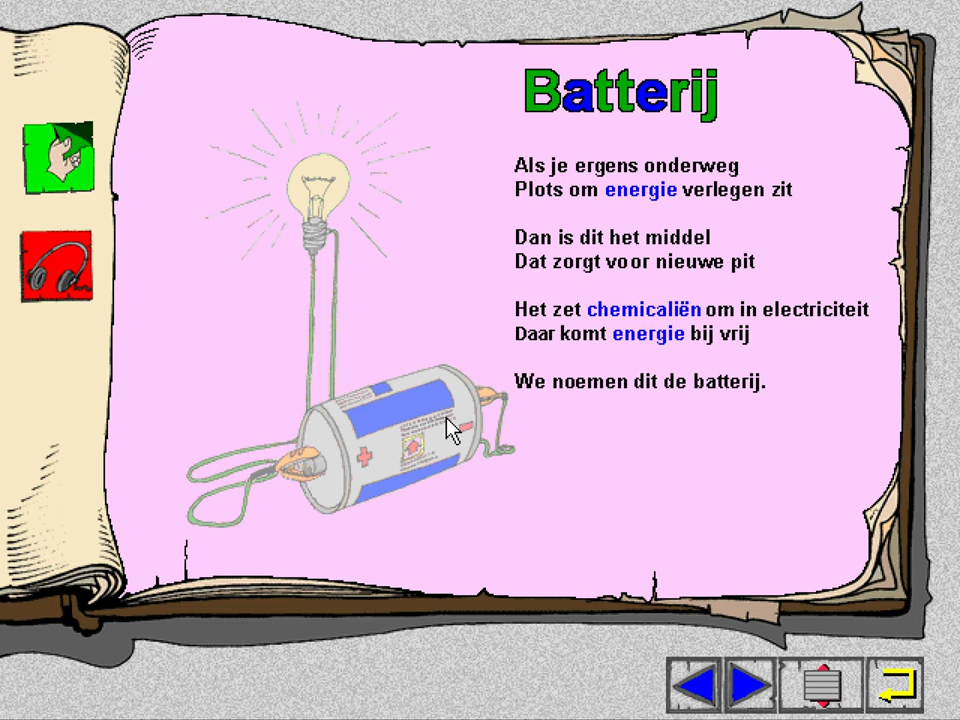 Batterij
Als je ergens onderweg
Plots om energie verlegen zit
Dan is dit het middel
Dat zorgt voor nieuwe pit
Het zet chemicaliën om in electriciteit
Daar komt energie bij vrij
We noemen dit de batterij.